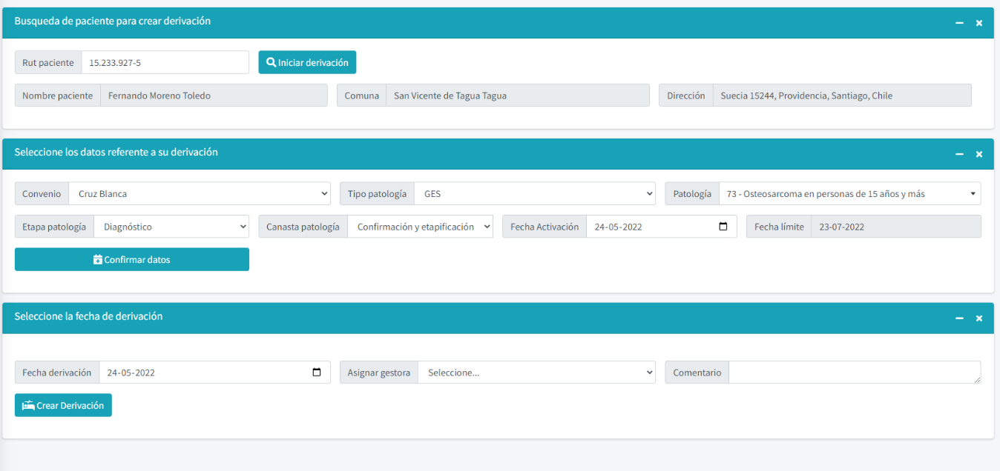 Busqueda de paciente para crear derivación
Rut paciente 15.233.927-5 Iniciar derivación
Nombre paciente Fernando Moreno Toledo Comuna San Vicente de Tagua Tagua Dirección Suecia 15244, Providencia, Santiago, Chile
Seleccione los datos referente a su derivación
Convenio Cruz Blanca Tipo patología GES Patología 73 - Osteosarcoma en personas de 15 años y más
Etapa patología Diagnóstico Canasta patología Confirmación y etapificación Fecha Activación 24-05-2022 Fecha límite 23-07-2022
Confirmar datos
Seleccione la fecha de derivación
Fecha derivación 24-05-2022 Asignar gestora Seleccione... Comentario
Crear Derivación